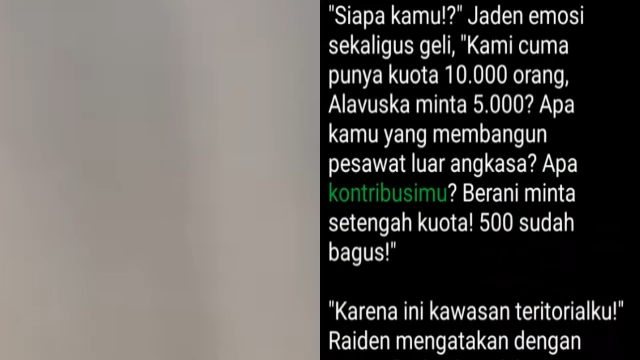 "Siapa kamu!?" Jaden emosi
sekaligus geli, "Kami cuma
punya kuota 10.000 orang,
Alavuska minta 5.000? Apa
kamu yang membangun
pesawat luar angkasa? Apa
kontribusimu? Berani minta
setengah kuota! 500 sudah
bagus!"
"Karena ini kawasan teritorialku!"
Raiden mengatakan dengan